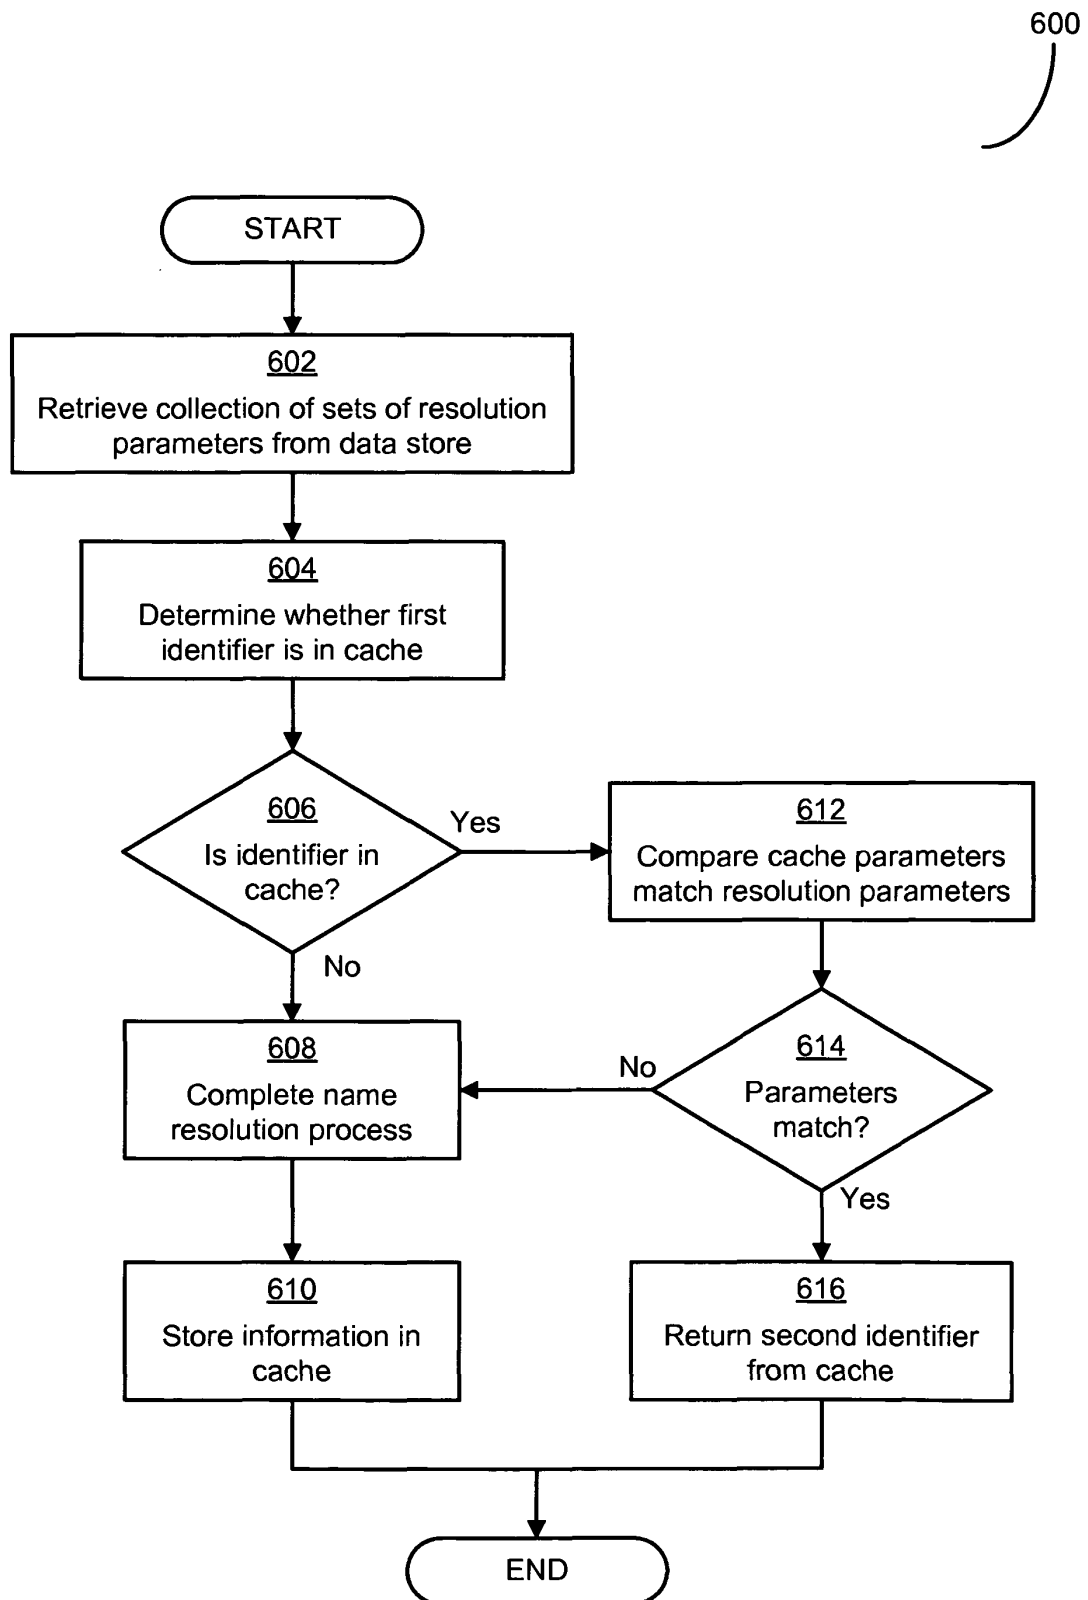 600
START
602
Retrieve collection of sets of resolution
parameters from data store
604
Determine whether first
identifier is in cache
606
Is identifier in
cache?
Yes
No
612
Compare cache parameters
match resolution parameters
614
Parameters
match?
No
Yes
608
Complete name
resolution process
610
Store information in
cache
616
Return second identifier
from cache
END